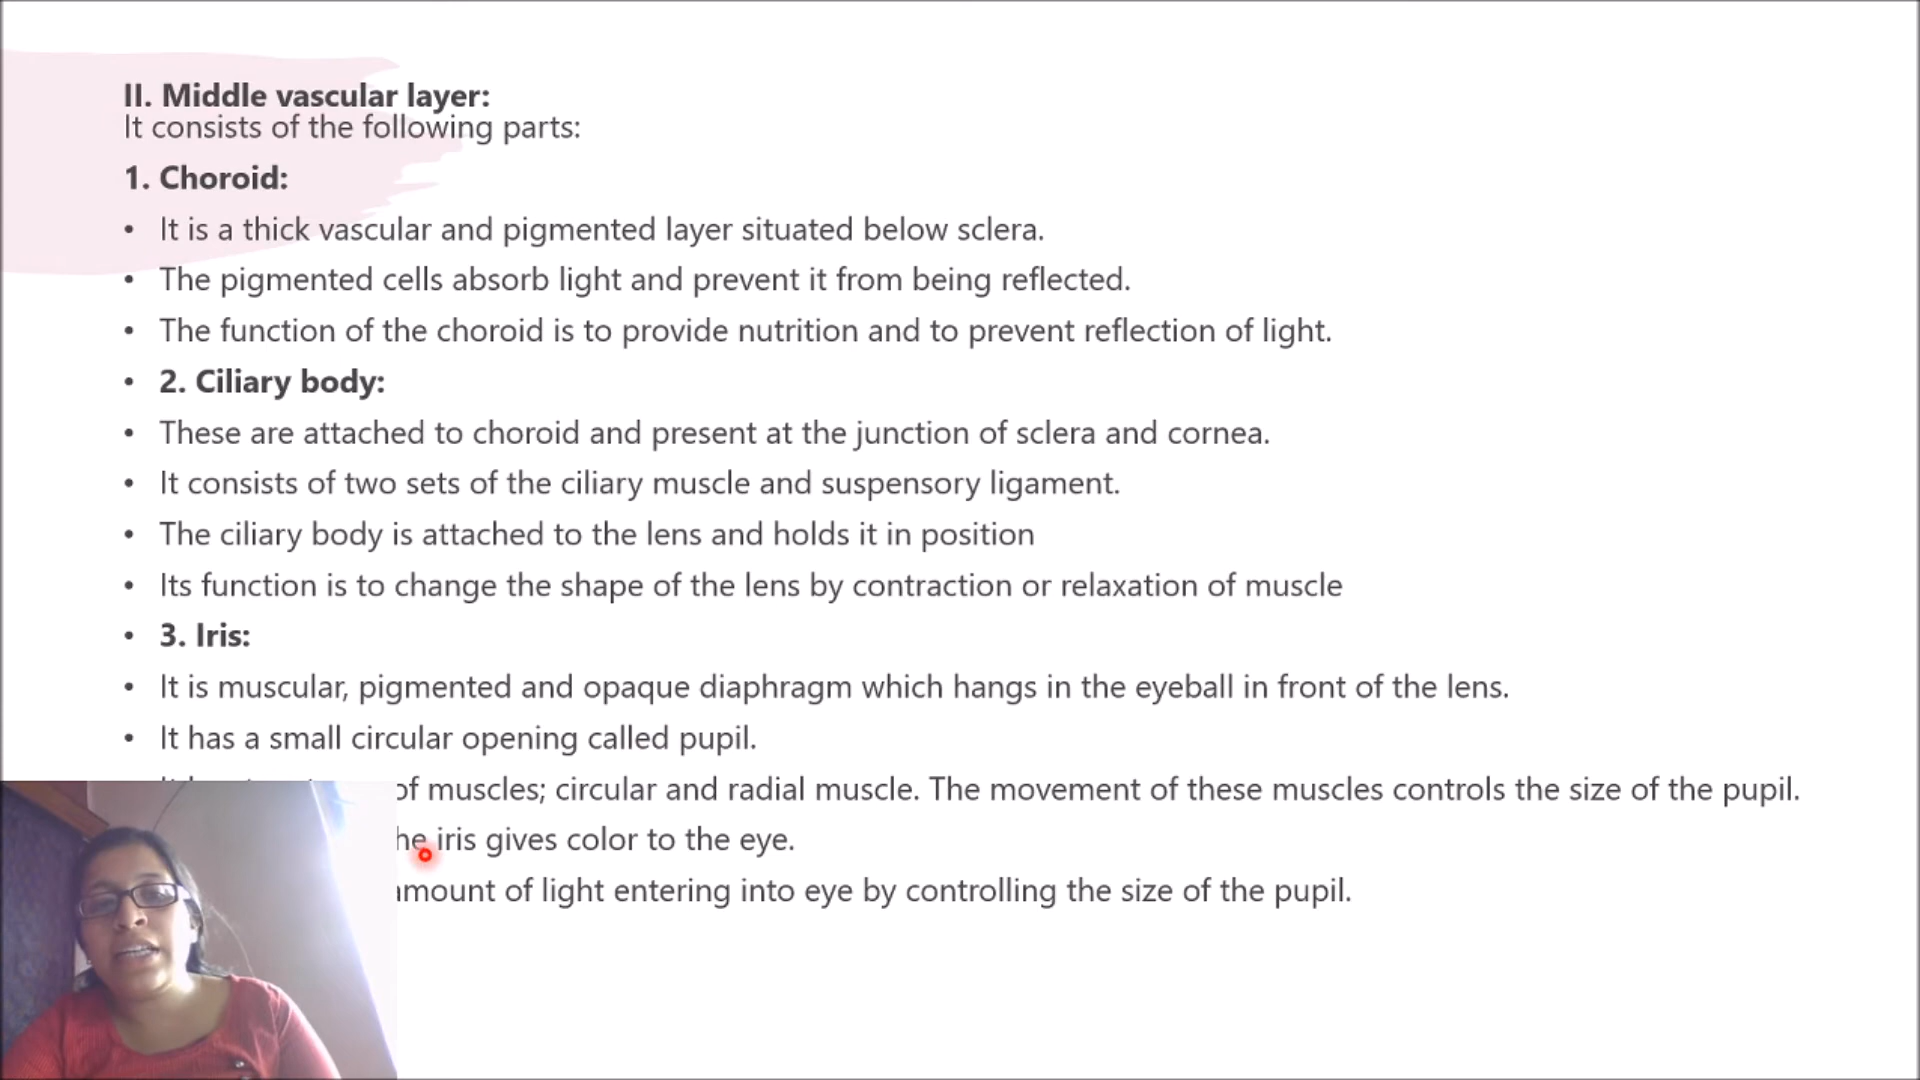 II. Middle vascular layer:
It consists of the following parts:
1. Choroid:
• It is a thick vascular and pigmented layer situated below sclera.
• The pigmented cells absorb light and prevent it from being reflected.
• The function of the choroid is to provide nutrition and to prevent reflection of light.
• 2. Ciliary body:
• These are attached to choroid and present at the junction of sclera and cornea.
• It consists of two sets of the ciliary muscle and suspensory ligament.
• The ciliary body is attached to the lens and holds it in position
• Its function is to change the shape of the lens by contraction or relaxation of muscle
• 3. Iris:
• It is muscular, pigmented and opaque diaphragm which hangs in the eyeball in front of the lens.
• It has a small circular opening called pupil.
of muscles; circular and radial muscle. The movement of these muscles controls the size of the pupil.
iris gives color to the eye.
amount of light entering into eye by controlling the size of the pupil.